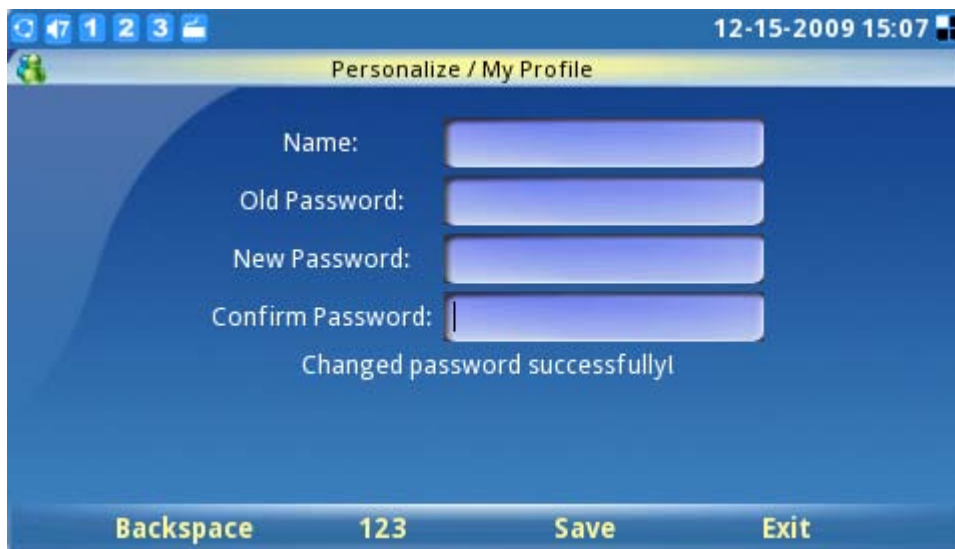 7 1 2 3 12-15-2009 15:07
Personalize / My Profile
Name:
Old Password:
New Password:
Confirm Password:
Changed password successfully!
Backspace 123 Save Exit